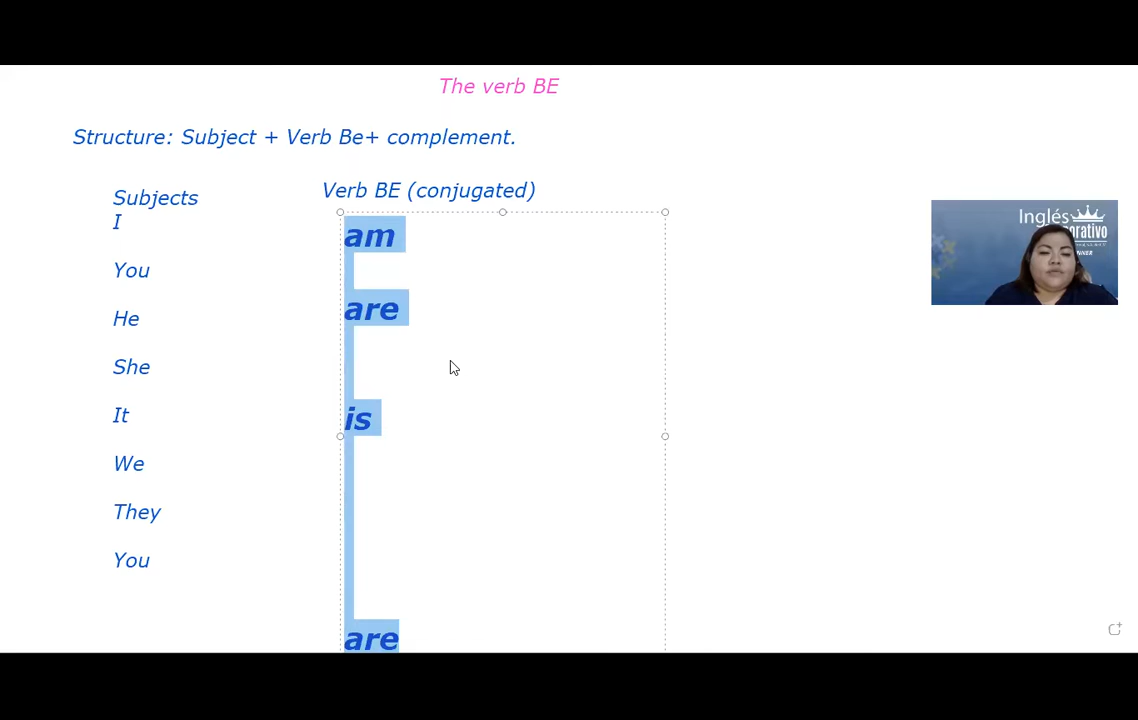 The verb BE
Structure: Subject + Verb Be+ complement.
Subjects
I
You
He
She
It
We
They
You
Verb BE (conjugated)
am
are
is
are
Inglés